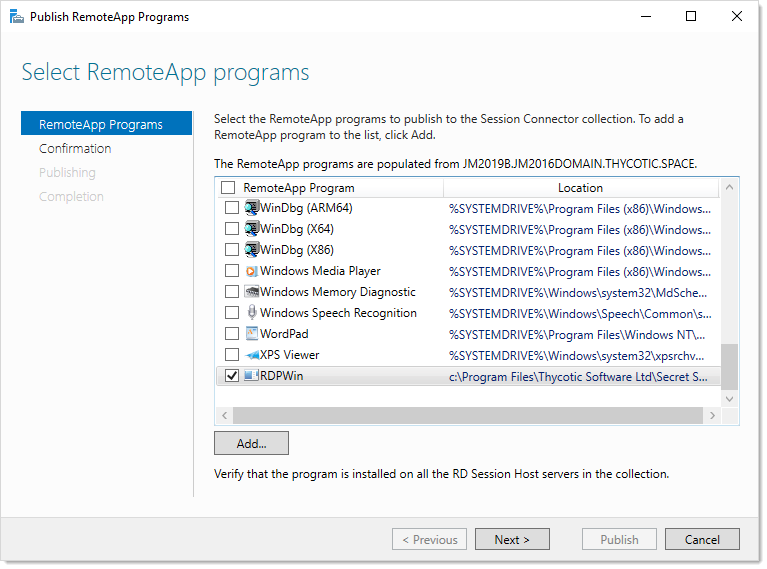 Publish RemoteApp Programs
Select RemoteApp programs
RemoteApp Programs
Confirmation
Publishing
Completion
Select the RemoteApp programs to publish to the Session Connector collection. To add a
RemoteApp program to the list, click Add.
The RemoteApp programs are populated from JM2019B.JM2016DOMAIN.THYCOTIC.SPACE.
RemoteApp Program Location
WinDbg (ARM64) %SYSTEMDRIVE%\Program Files (x86)\Windows...
WinDbg (X64) %SYSTEMDRIVE%\Program Files (x86)\Windows...
WinDbg (X86) %SYSTEMDRIVE%\Program Files (x86)\Windows...
Windows Media Player %SYSTEMDRIVE%\Program Files (x86)\Windows...
Windows Memory Diagnostic %SYSTEMDRIVE%\Windows\system32\MdSche...
Windows Speech Recognition %SYSTEMDRIVE%\Windows\Speech\Common\s...
WordPad %SYSTEMDRIVE%\Program Files\Windows NT\...
XPS Viewer %SYSTEMDRIVE%\Windows\system32\xpsrchv...
RDPWin c:\Program Files\Thycotic Software Ltd\Secret S...
Add...
Verify that the program is installed on all the RD Session Host servers in the collection.
< Previous Next > Publish Cancel